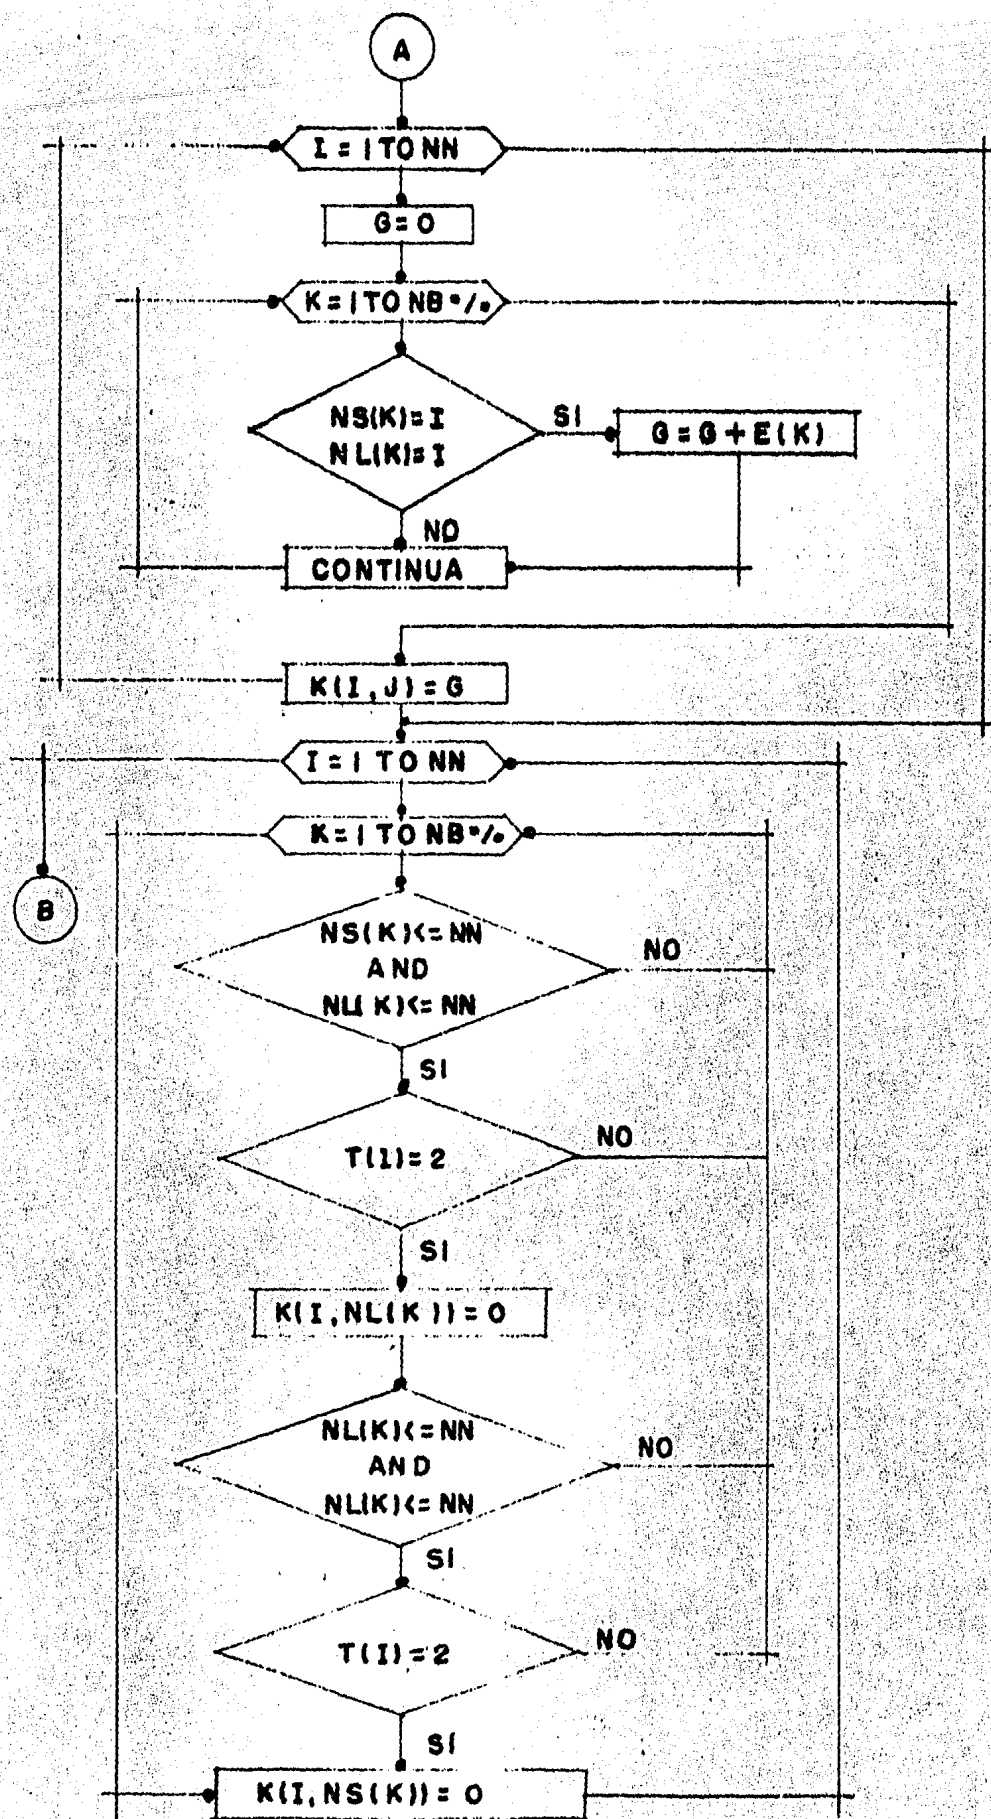 A
I = 1 TO NN
G = 0
K = 1 TO NB%
NS(K)= I
NL(K)= I
SI
G = G + E(K)
NO
CONTINUA
K(I,J) = G
I = 1 TO NN
K = 1 TO NB%
B
NS(K)<= NN
AND
NL(K)<= NN
NO
SI
T(1)= 2
NO
SI
K(I,NL(K))= 0
NL(K)<= NN
AND
NL(K)<= NN
NO
SI
T(I)= 2
NO
SI
K(I,NS(K))= 0